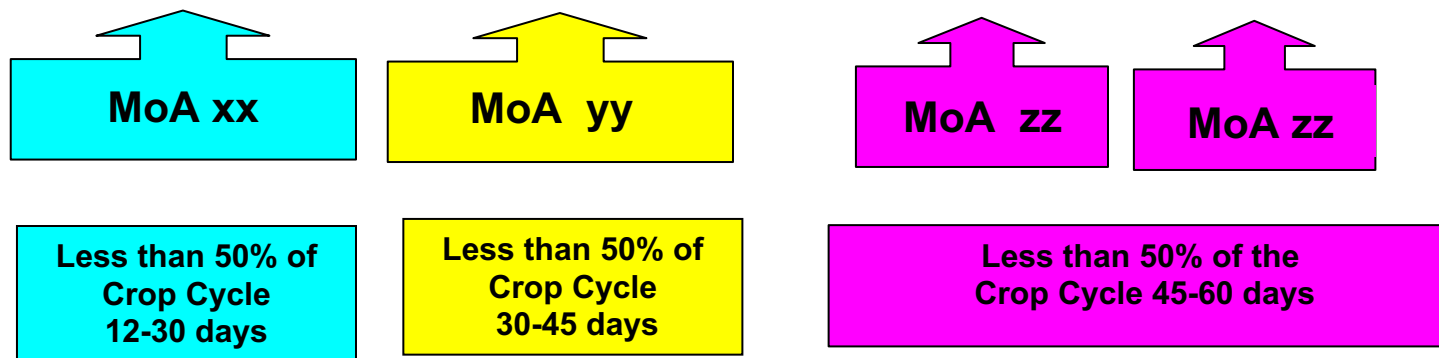 MoA xx
MoA yy
MoA zz
MoA zz
Less than 50% of
Crop Cycle
12-30 days
Less than 50% of
Crop Cycle
30-45 days
Less than 50% of the
Crop Cycle 45-60 days